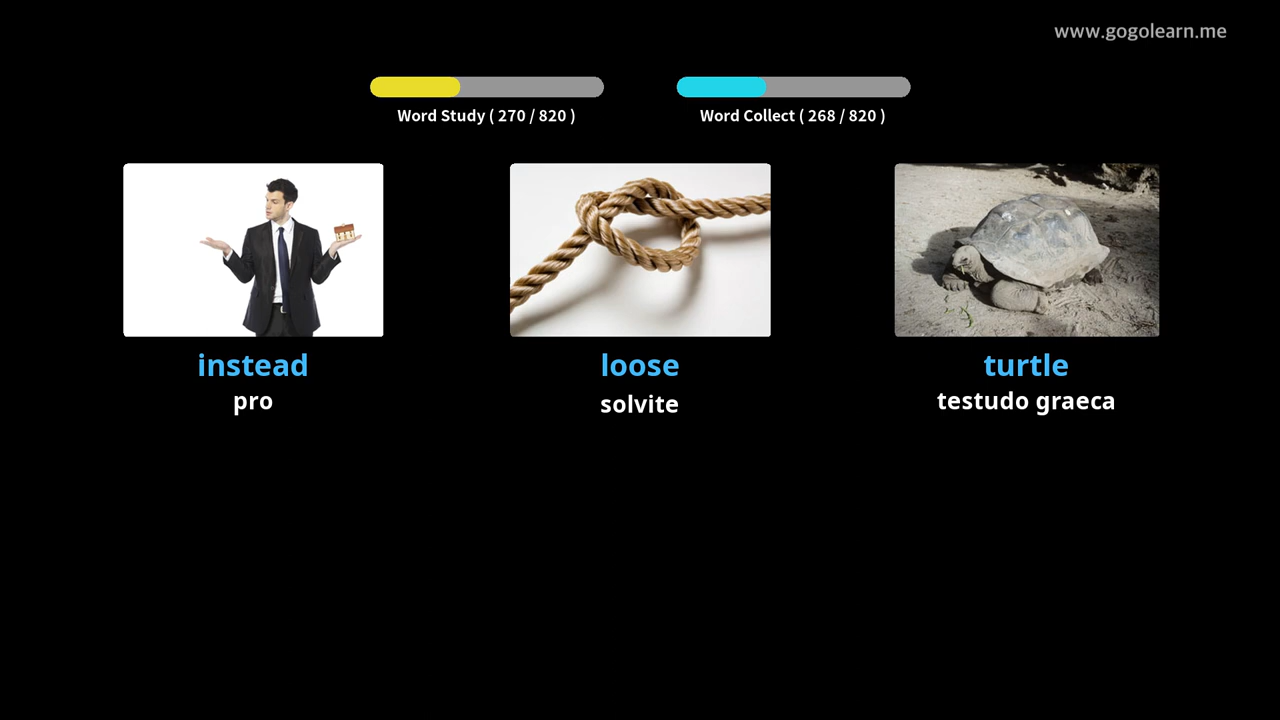 www.gogolearn.me
Word Study ( 270 / 820 )
Word Collect ( 268 / 820 )
instead
pro
loose
solvite
turtle
testudo graeca